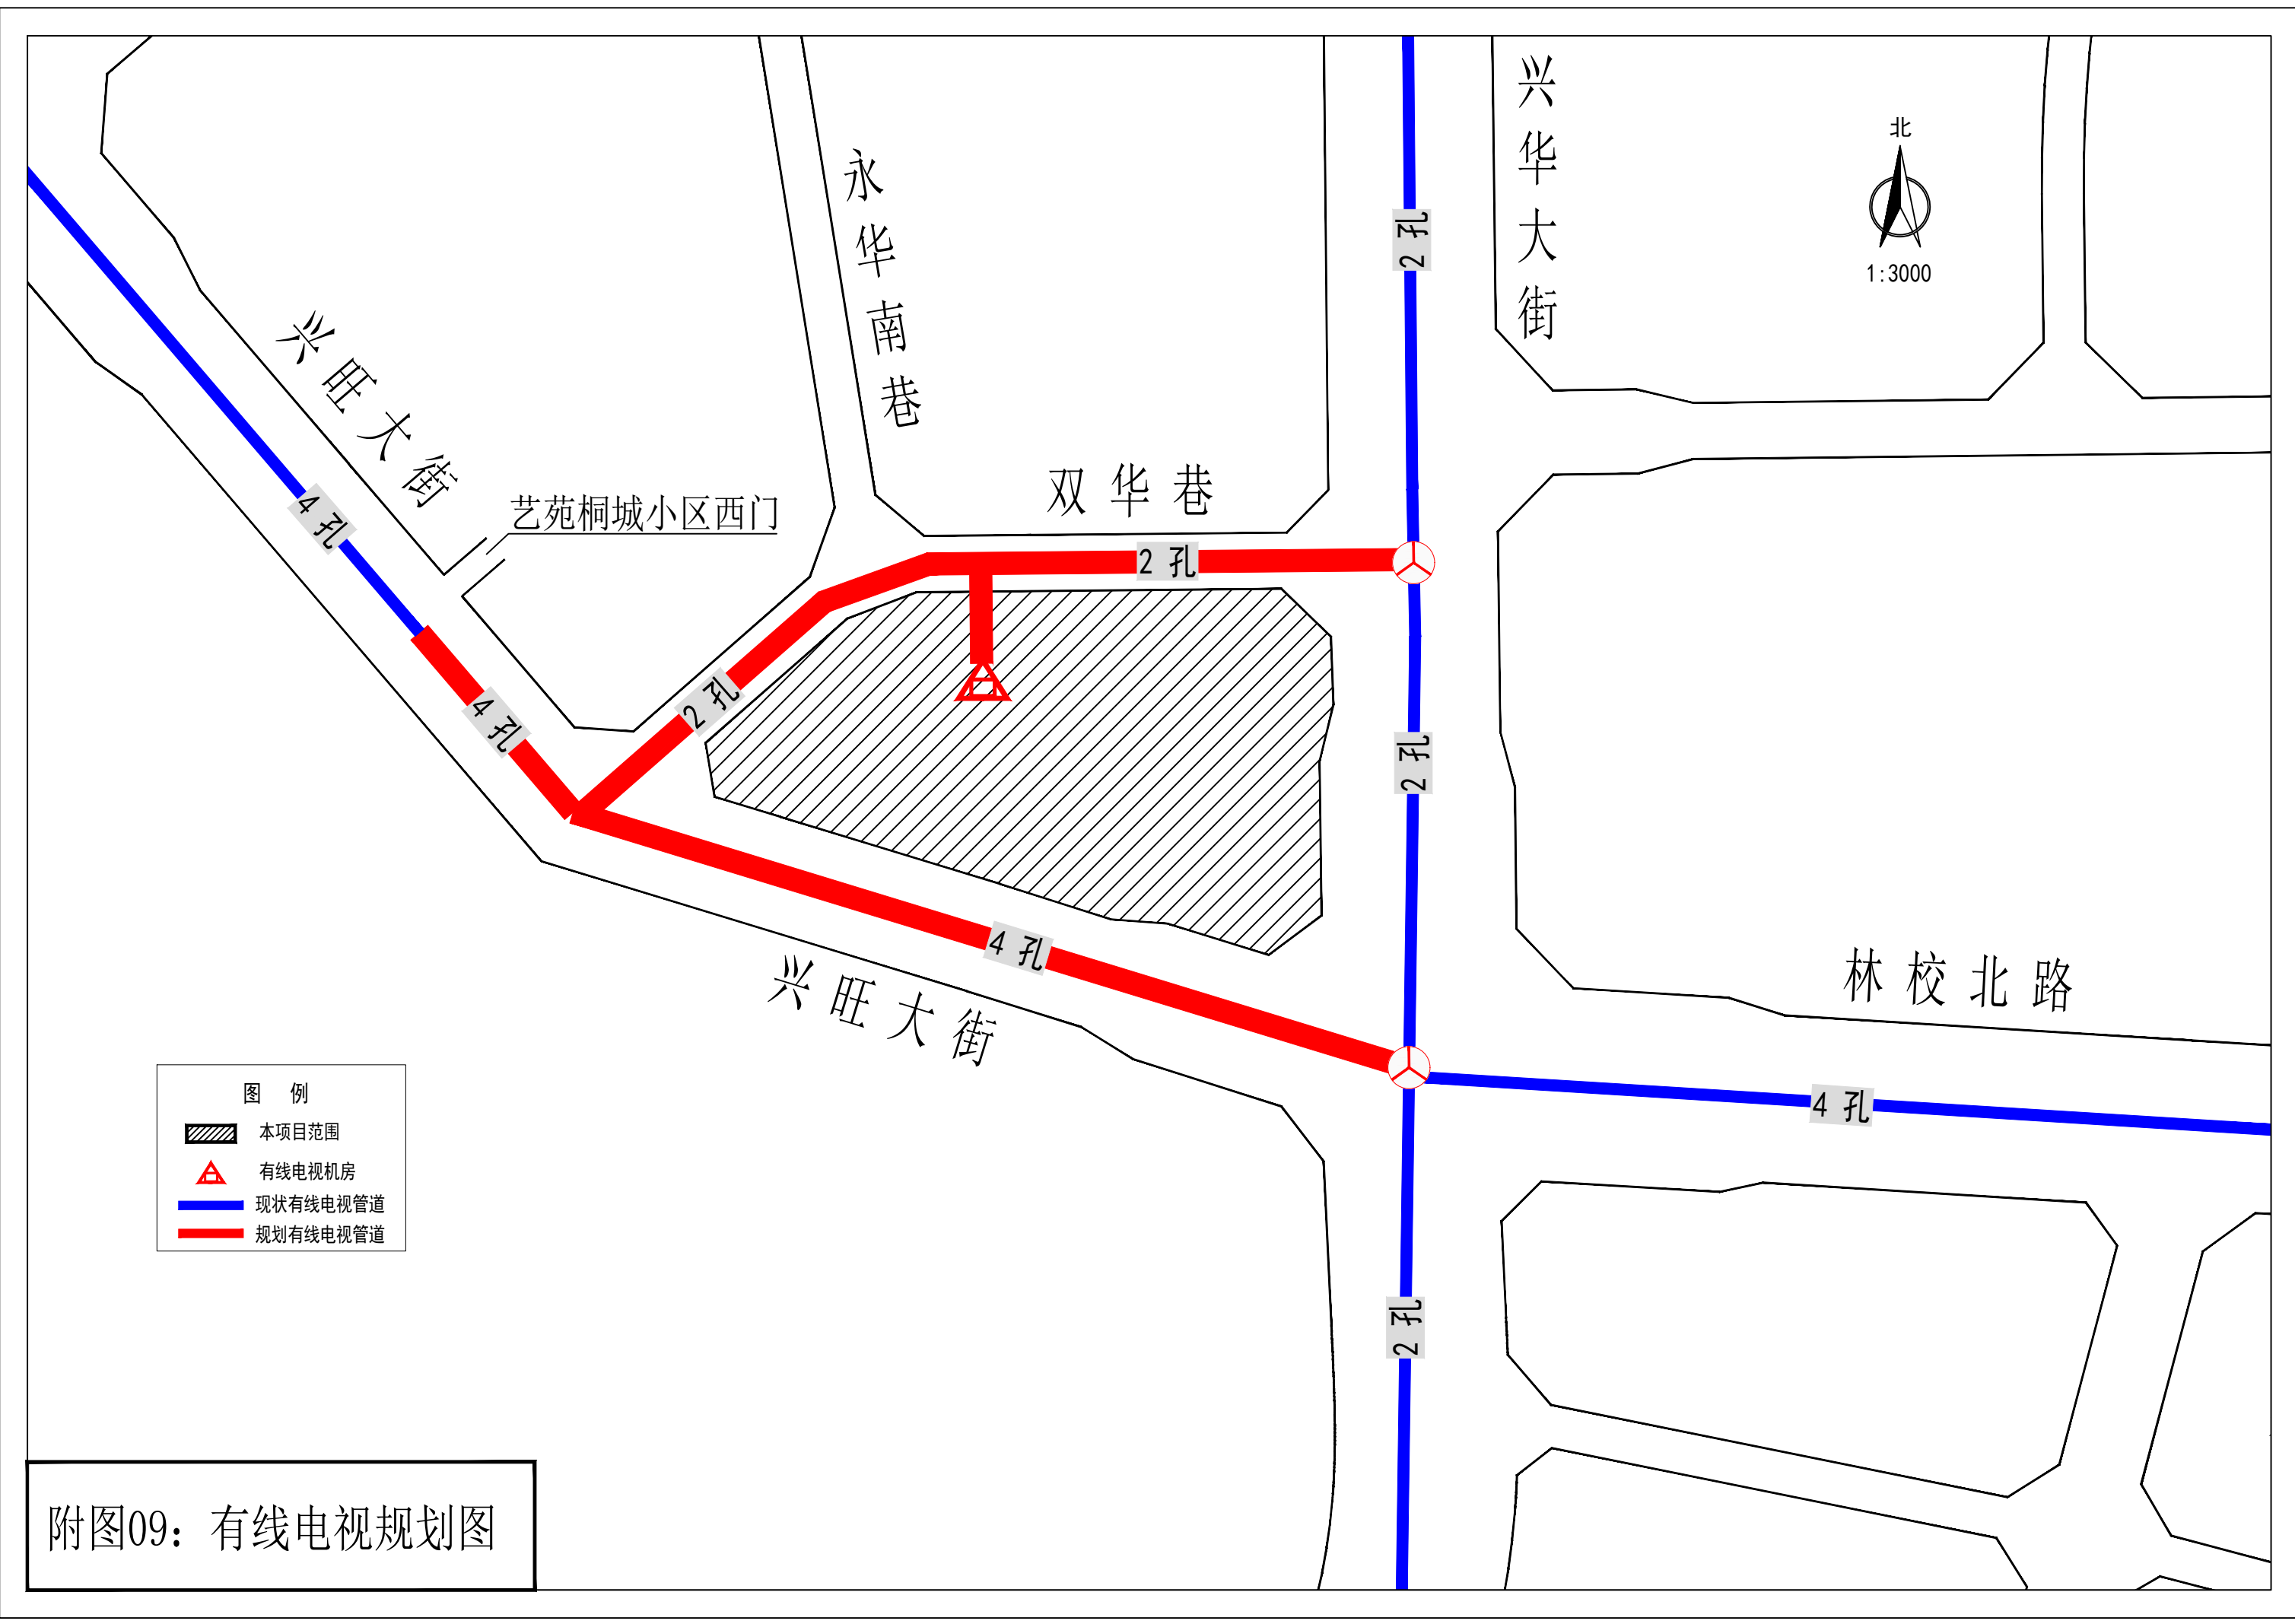 兴华大街
北
1:3000
永华南巷
2 孔
兴旺大街
双华巷
艺苑桐城小区西门
4 孔
2 孔
2 孔
4 孔
2 孔
4 孔
兴旺大街
林校北路
4 孔
2 孔
图 例
本项目范围
有线电视机房
现状有线电视管道
规划有线电视管道
附图09：有线电视规划图